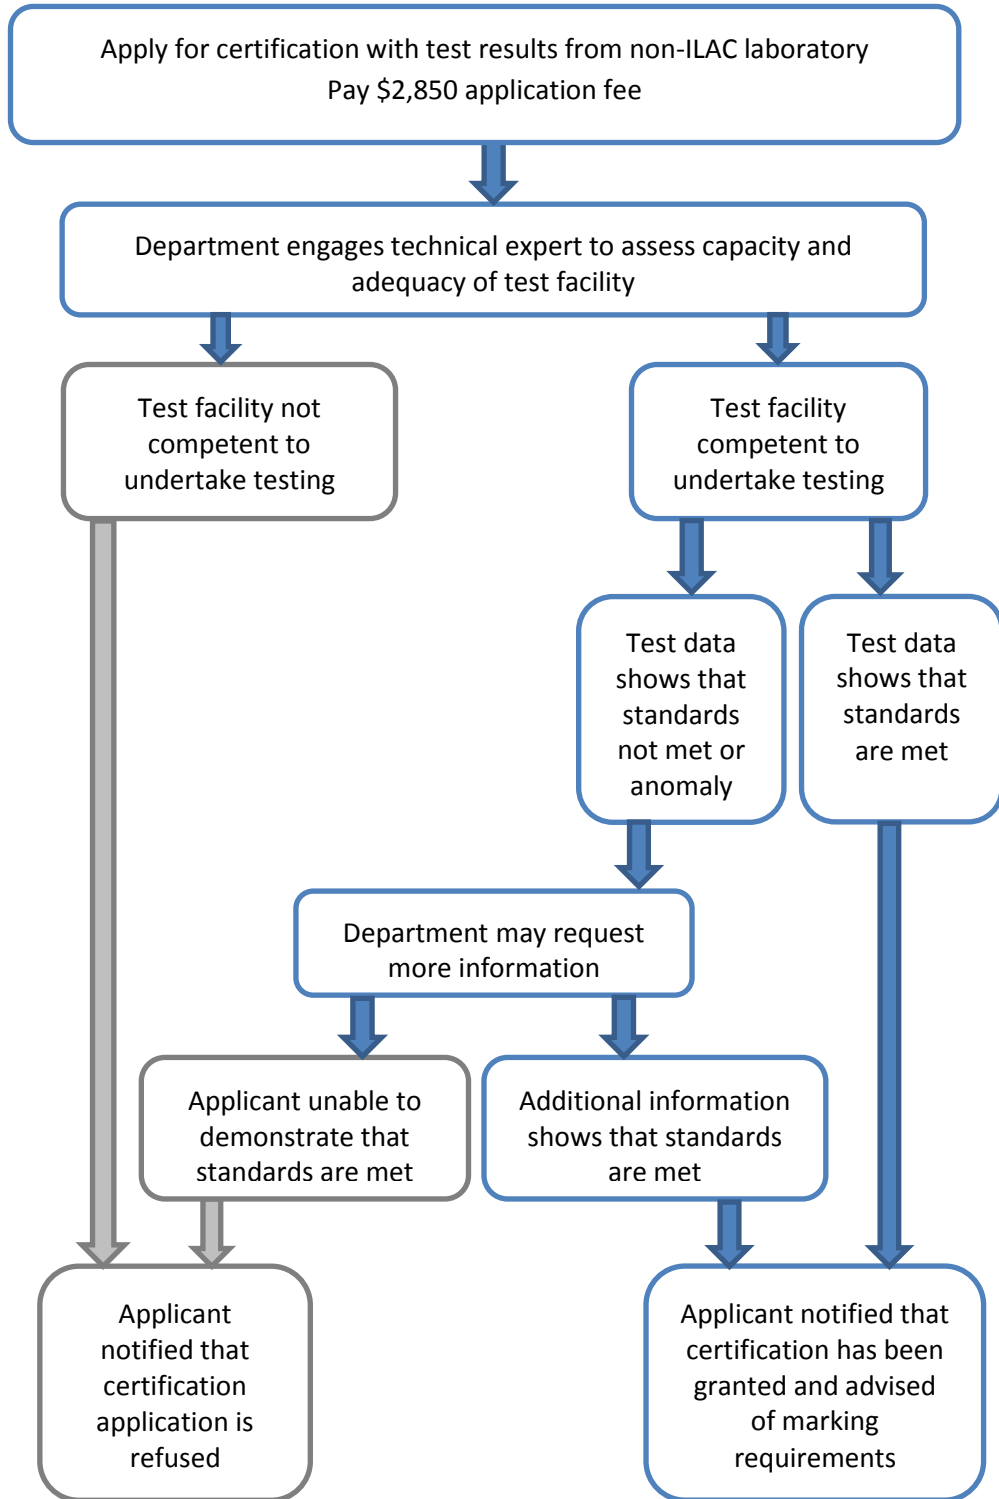 Apply for certification with test results from non-ILAC laboratory
Pay $2,850 application fee
Department engages technical expert to assess capacity and
adequacy of test facility
Test facility not
competent to
undertake testing
Test facility
competent to
undertake testing
Test data
shows that
standards
not met or
anomaly
Test data
shows that
standards
are met
Department may request
more information
Applicant unable to
demonstrate that
standards are met
Additional information
shows that standards
are met
Applicant
notified that
certification
application is
refused
Applicant notified that
certification has been
granted and advised
of marking
requirements